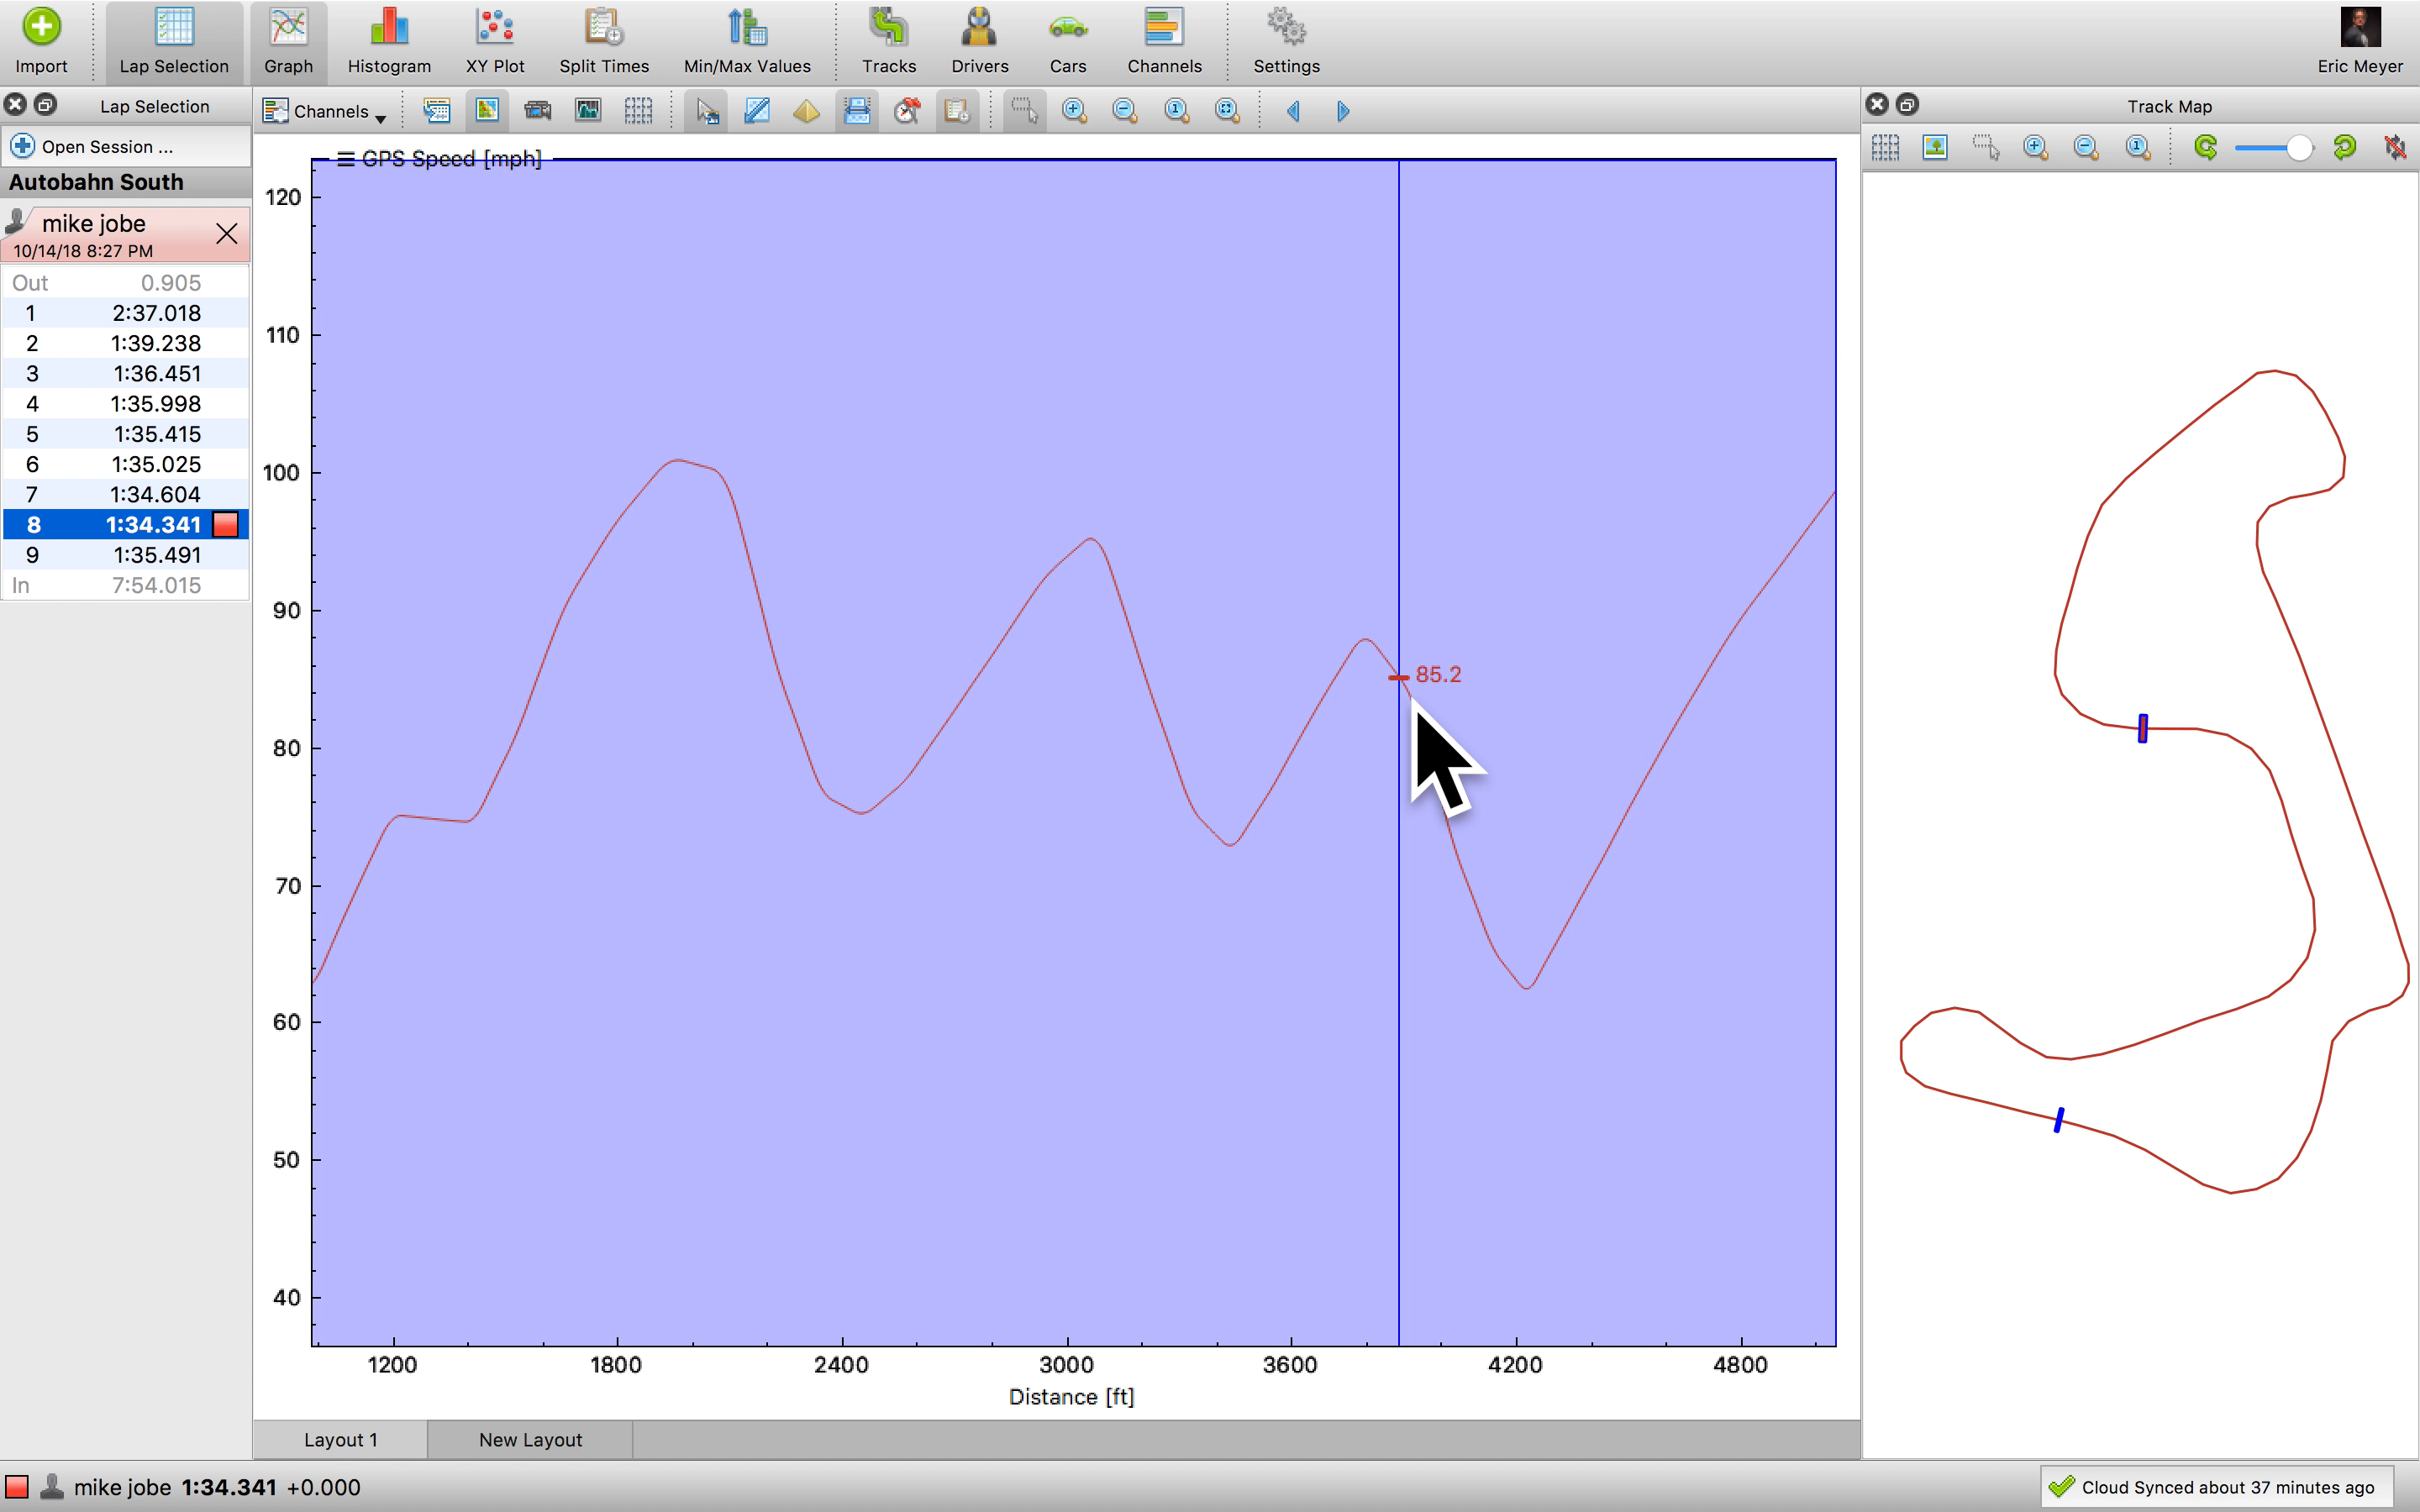 Import
Lap Selection
Graph
Histogram
XY Plot
Split Times
Min/Max Values
Tracks
Drivers
Cars
Channels
Settings
Eric Meyer
Lap Selection
Channels
Track Map
Open Session ...
Autobahn South
mike jobe
10/14/18 8:27 PM
Out 0.905
1 2:37.018
2 1:39.238
3 1:36.451
4 1:35.998
5 1:35.415
6 1:35.025
7 1:34.604
8 1:34.341
9 1:35.491
In 7:54.015
GPS Speed [mph]
120
110
100
90
80
70
60
50
40
85.2
1200 1800 2400 3000 3600 4200 4800
Distance [ft]
Layout 1 New Layout
mike jobe 1:34.341 +0.000
Cloud Synced about 37 minutes ago